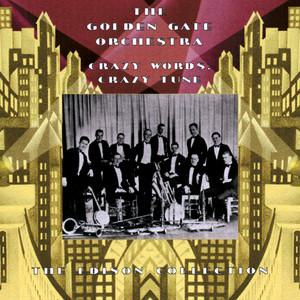 THE
GOLDEN GATE
ORCHESTRA
CRAZY WORDS,
CRAZY TUNE
THE EDISON COLLECTION